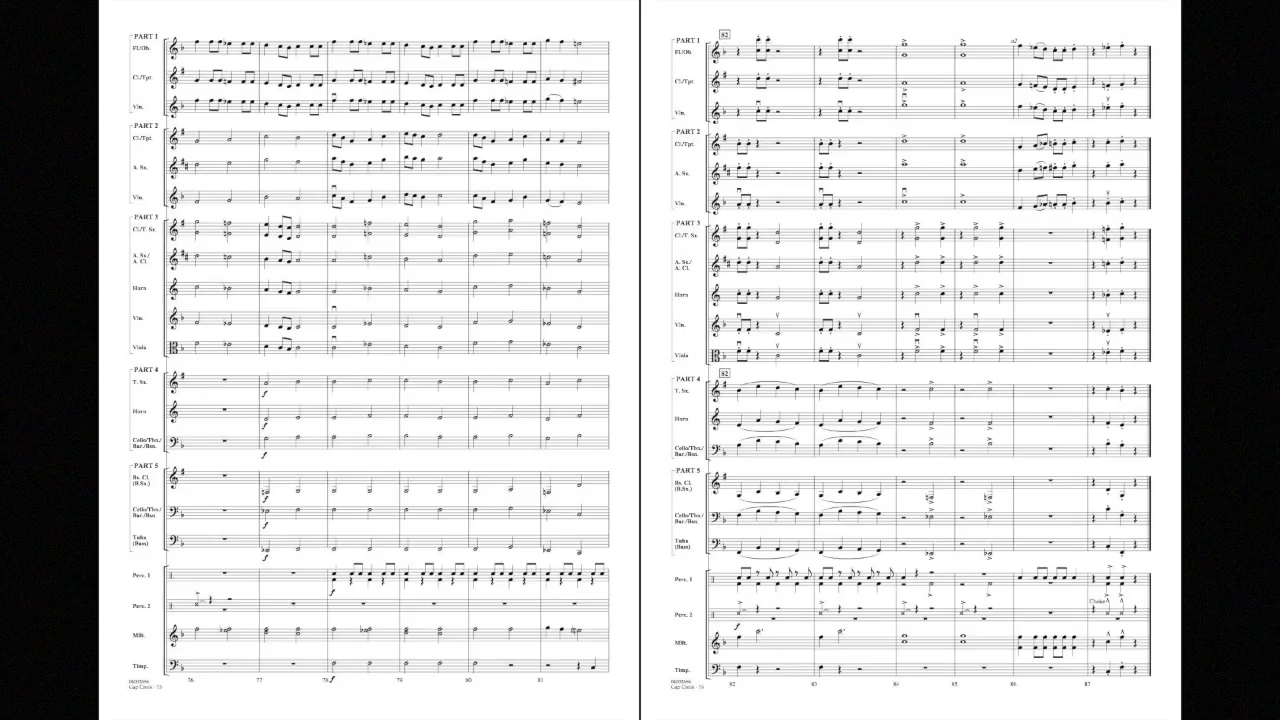 PART 1
Fl/Ob.
Cl./Tpt.
Vln.
PART 2
Cl./Tpt.
A. Sx.
Vln.
PART 3
Cl./T. Sx.
A. Sx./
A. Cl.
Horn
Vln.
Viola
PART 4
T. Sx.
Horn
Cello/Tbn./
Bar./Bsn.
PART 5
Bs. Cl.
(B.Sx.)
Cello/Tbn./
Bar./Bsn.
Tuba
(Bass)
Perc. 1
Perc. 2
Mlt.
Timp.
76 77 78 79 80 81
Gap Creek - 15
82
PART 1
Fl/Ob.
a2
Cl./Tpt.
Vln.
PART 2
Cl./Tpt.
A. Sx.
Vln.
PART 3
Cl./T. Sx.
A. Sx./
A. Cl.
Horn
Vln.
Viola
82
PART 4
T. Sx.
Horn
Cello/Tbn./
Bar./Bsn.
PART 5
Bs. Cl.
(B.Sx.)
Cello/Tbn./
Bar./Bsn.
Tuba
(Bass)
Perc. 1
Choke
Perc. 2
Mlt.
Timp.
82 83 84 85 86 87
Gap Creek - 16